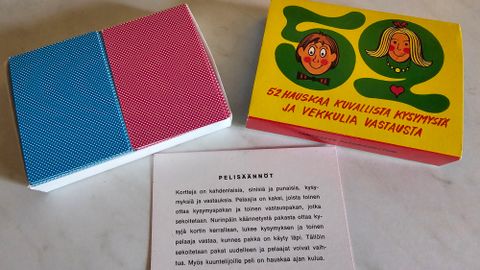 52 HAUSKAA KUVALLISTA KYSYMYSTÄ
JA VEKKULIA VASTAUSTA
PELISÄÄNNÖT
Kortteja on kahdenlaisia, sinisiä ja punaisia, kysy-
myksiä ja vastauksia. Pelaajia on kaksi, joista toinen
ottaa kysymyspakan ja toinen vastauspakan, jotka
sekoitetaan. Nurinpäin käännetystä pakasta ottaa ky-
syjä kortin kerrallaan, lukee kysymyksen ja toinen
pelaaja vastaa, kunnes pakka on käyty läpi. Tällöin
sekoitetaan pakat uudelleen ja pelaajat voivat vaih-
tua. Myös kuuntelijoille peli on hauskaa ajan kulua.